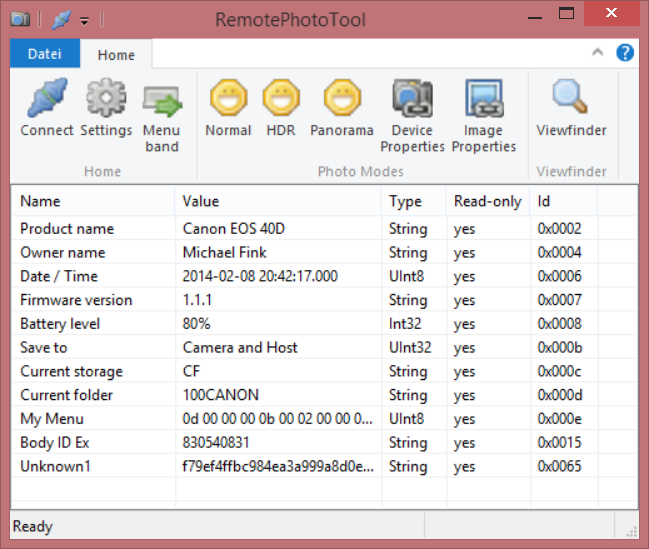 RemotePhotoTool
Datei Home
Connect Settings Menu band Normal HDR Panorama Device Properties Image Properties Viewfinder
Home Photo Modes Viewfinder
Name Value Type Read-only Id
Product name Canon EOS 40D String yes 0x0002
Owner name Michael Fink String yes 0x0004
Date / Time 2014-02-08 20:42:17.000 UInt8 yes 0x0006
Firmware version 1.1.1 String yes 0x0007
Battery level 80% Int32 yes 0x0008
Save to Camera and Host UInt32 yes 0x000b
Current storage CF String yes 0x000c
Current folder 100CANON String yes 0x000d
My Menu 0d 00 00 00 0b 00 02 00 00 0... UInt8 yes 0x000e
Body ID Ex 830540831 String yes 0x0015
Unknown1 f79ef4ffbc984ea3a999a8d0e... String yes 0x0065
Ready